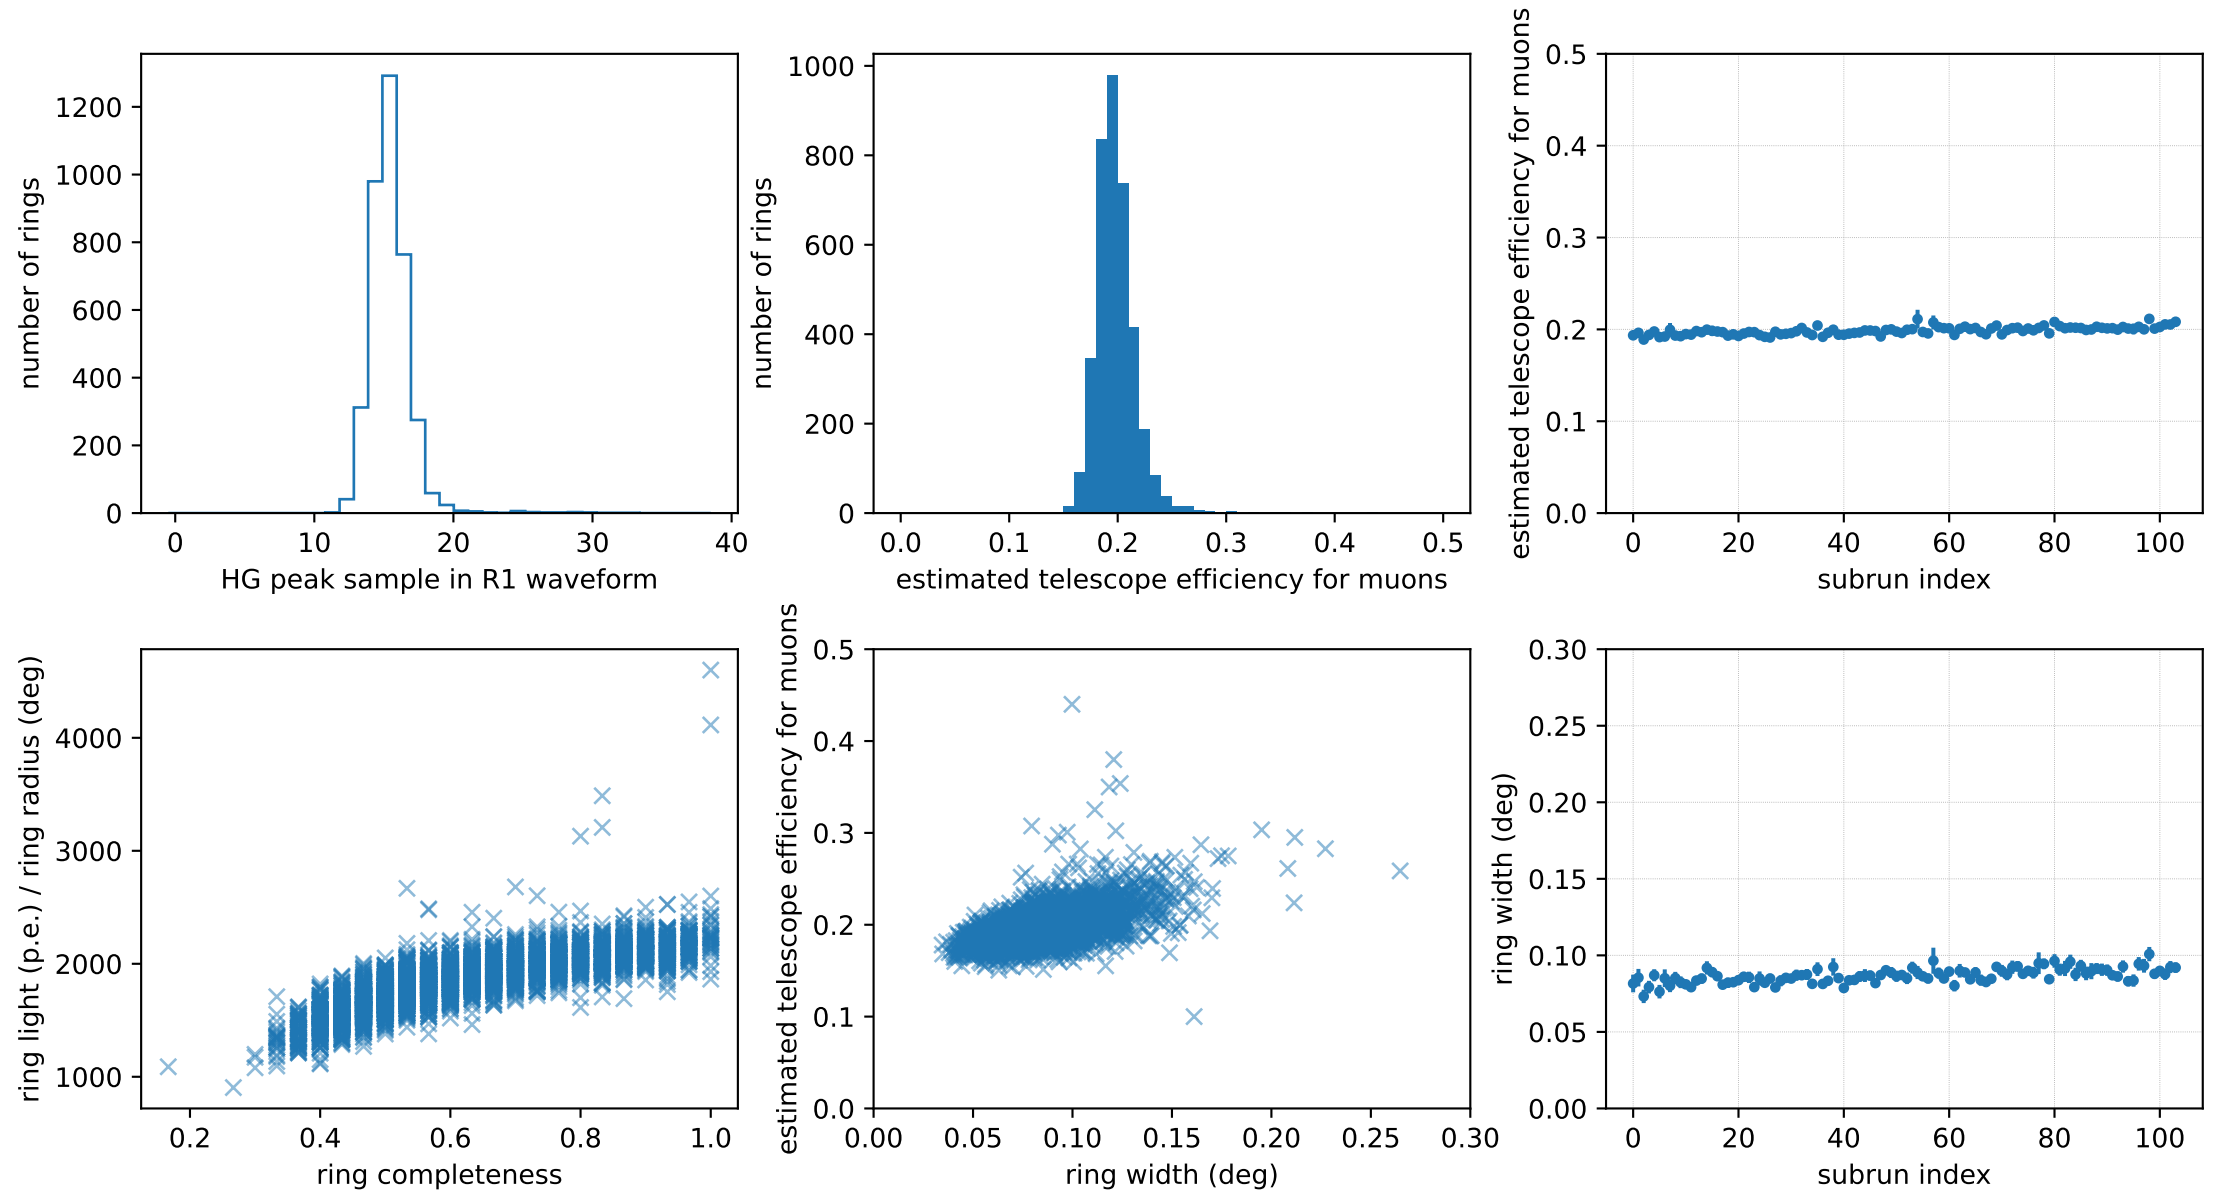 number of rings
1200
1000
800
600
400
200
0
0 10 20 30 40
HG peak sample in R1 waveform
number of rings
1000
800
600
400
200
0
0.0 0.1 0.2 0.3 0.4 0.5
estimated telescope efficiency for muons
estimated telescope efficiency for muons
0.5
0.4
0.3
0.2
0.1
0.0
0 20 40 60 80 100
subrun index
ring light (p.e.) / ring radius (deg)
4000
3000
2000
1000
0.2 0.4 0.6 0.8 1.0
ring completeness
estimated telescope efficiency for muons
0.5
0.4
0.3
0.2
0.1
0.0
0.00 0.05 0.10 0.15 0.20 0.25 0.30
ring width (deg)
ring width (deg)
0.30
0.25
0.20
0.15
0.10
0.05
0.00
0 20 40 60 80 100
subrun index